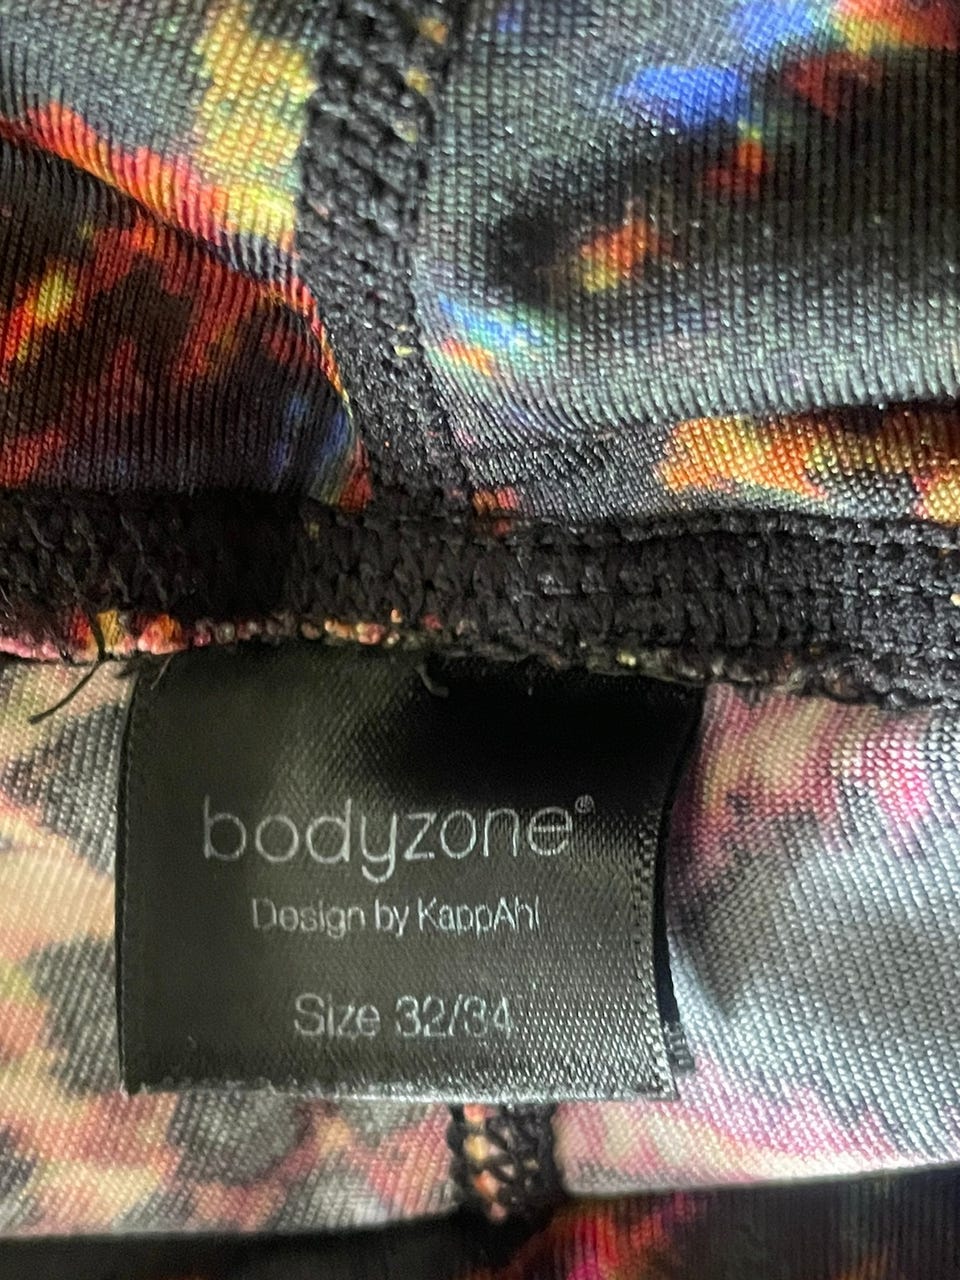 bodyzone®
Design by KappAhl
Size 32/34